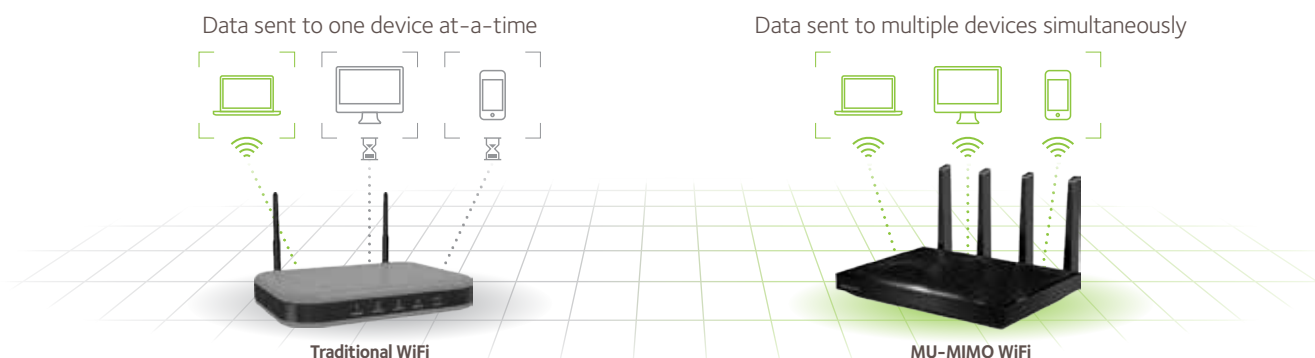 Data sent to one device at-a-time
Data sent to multiple devices simultaneously
Traditional WiFi
MU-MIMO WiFi